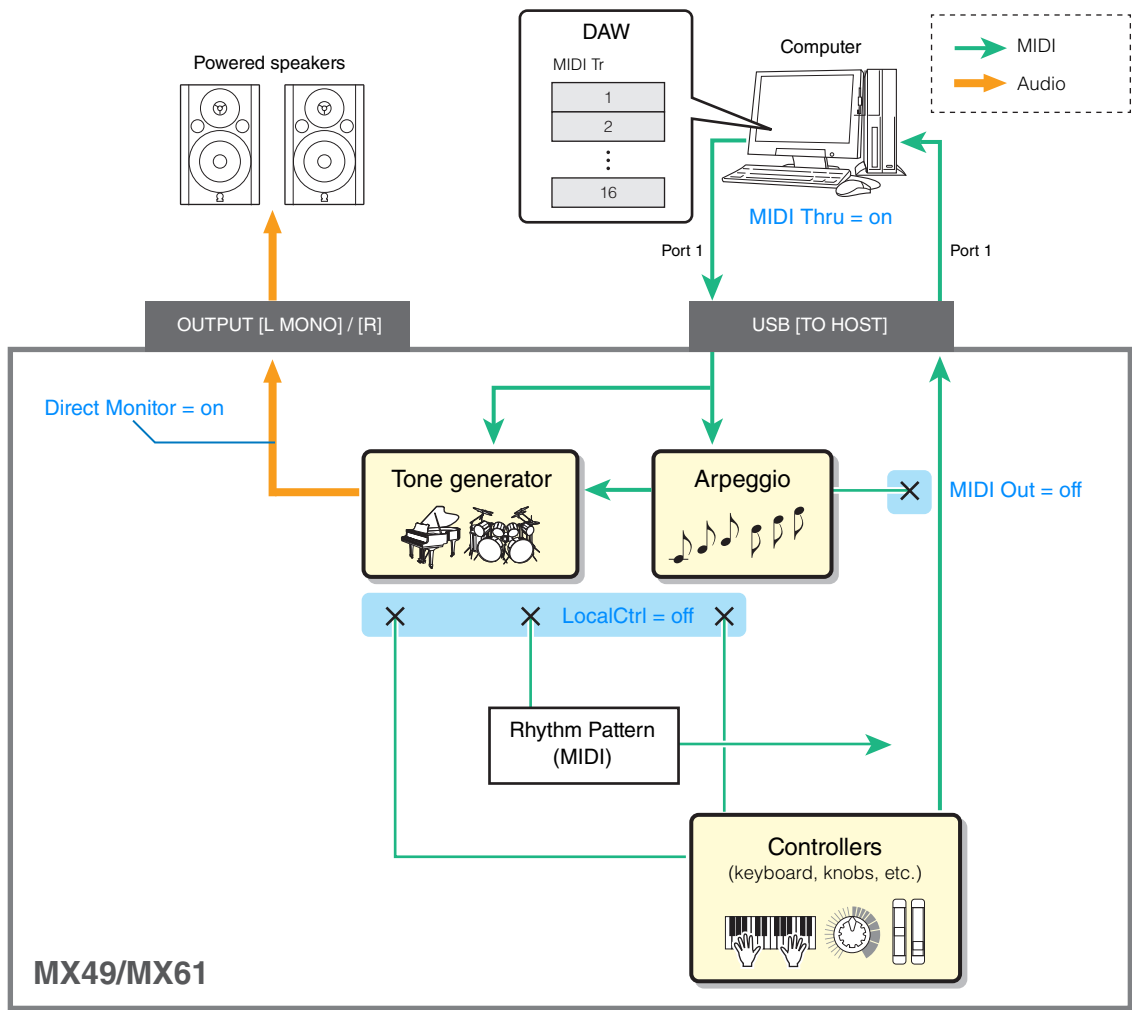 DAW
MIDI Tr
1
2
16
Computer
MIDI
Audio
Powered speakers
MIDI Thru = on
Port 1
Port 1
OUTPUT [L MONO] / [R]
USB [TO HOST]
Direct Monitor = on
Tone generator
Arpeggio
MIDI Out = off
LocalCtrl = off
Rhythm Pattern
(MIDI)
Controllers
(keyboard, knobs, etc.)
MX49/MX61